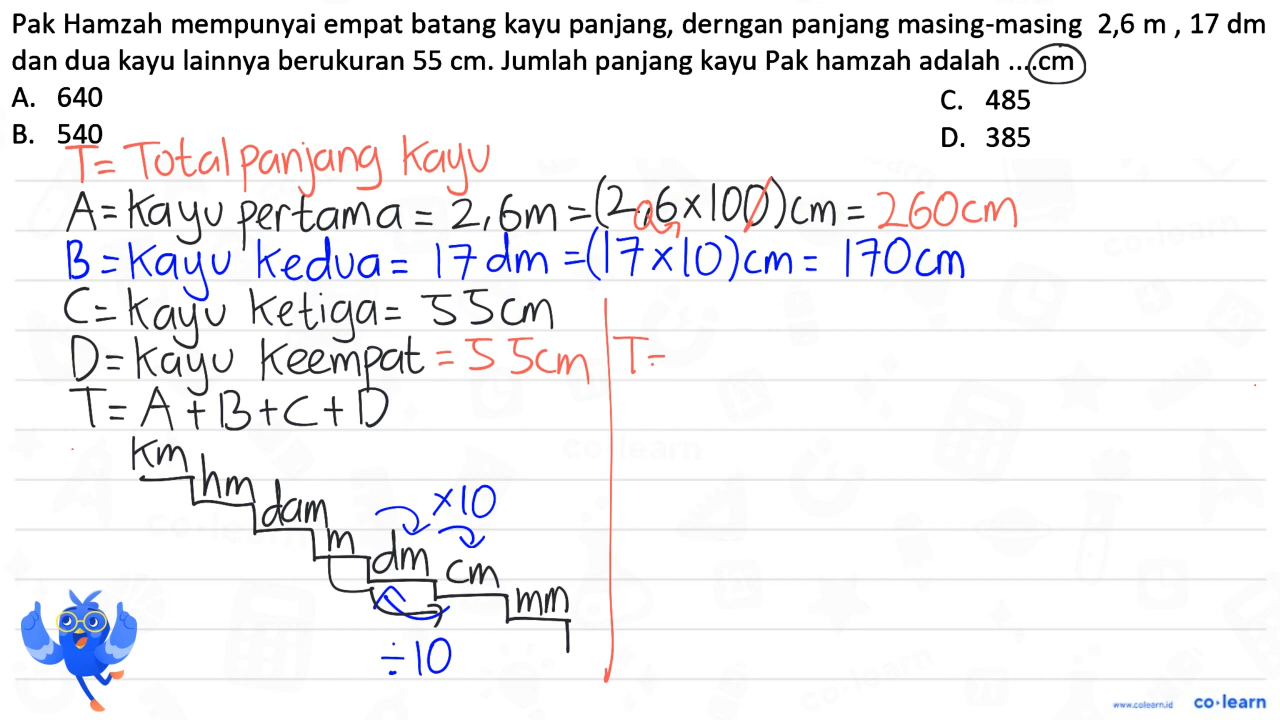 Pak Hamzah mempunyai empat batang kayu panjang, derngan panjang masing-masing 2,6 m , 17 dm
dan dua kayu lainnya berukuran 55 cm. Jumlah panjang kayu Pak hamzah adalah ....cm
A. 640
B. 540
C. 485
D. 385
T = Total panjang kayu
A = Kayu pertama = 2,6 m = (2,6 × 100) cm = 260 cm
B = Kayu kedua = 17 dm = (17 × 10) cm = 170 cm
C = Kayu ketiga = 55 cm
D = Kayu keempat = 55 cm
T = A + B + C + D
T =
km
hm
dam
m
dm
cm
mm
×10
÷10
www.colearn.id
co·learn